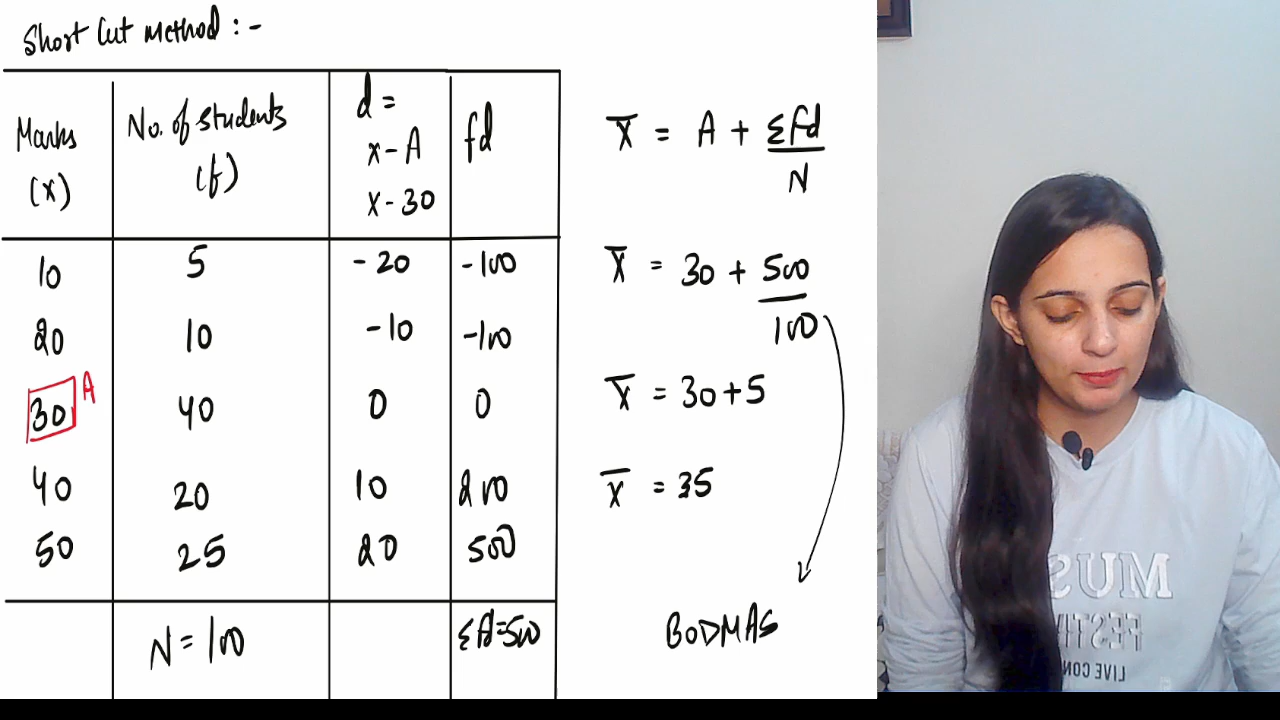 Short Cut method :-
Marks (x) No. of students (f) d = x - A x - 30 fd
10 5 -20 -100
20 10 -10 -100
30 A 40 0 0
40 20 10 200
50 25 20 500
N = 100 Σfd=500
X̄ = A + Σfd / N
X̄ = 30 + 500 / 100
X̄ = 30+5
X̄ = 35
BODMAS
MUS
FESTIV
LIVE CON